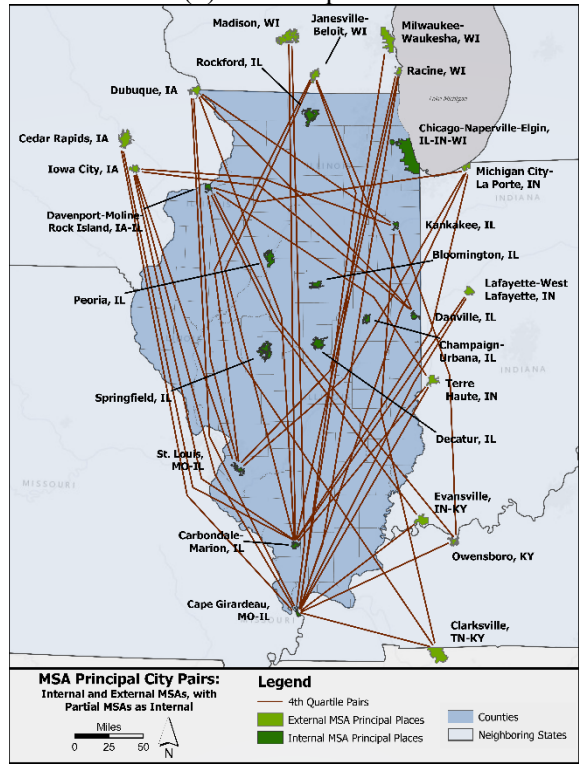 Madison, WI
Janesville-
Beloit, WI
Milwaukee-
Waukesha, WI
Rockford, IL
Racine, WI
Dubuque, IA
Lake Michigan
Cedar Rapids, IA
Chicago-Naperville-Elgin,
IL-IN-WI
Iowa City, IA
Michigan City-
La Porte, IN
INDIANA
Davenport-Moline-
Rock Island, IA-IL
Kankakee, IL
Bloomington, IL
Peoria, IL
Lafayette-West
Lafayette, IN
Danville, IL
Champaign-
Urbana, IL
INDIANA
Terre
Haute, IN
Springfield, IL
Decatur, IL
St. Louis,
MO-IL
MISSOURI
Evansville,
IN-KY
Carbondale-
Marion, IL
Owensboro, KY
Cape Girardeau,
MO-IL
MISSOURI
Clarksville,
TN-KY
MSA Principal City Pairs:
Internal and External MSAs, with
Partial MSAs as Internal
Miles
0 25 50
N
Legend
4th Quartile Pairs
External MSA Principal Places
Internal MSA Principal Places
Counties
Neighboring States